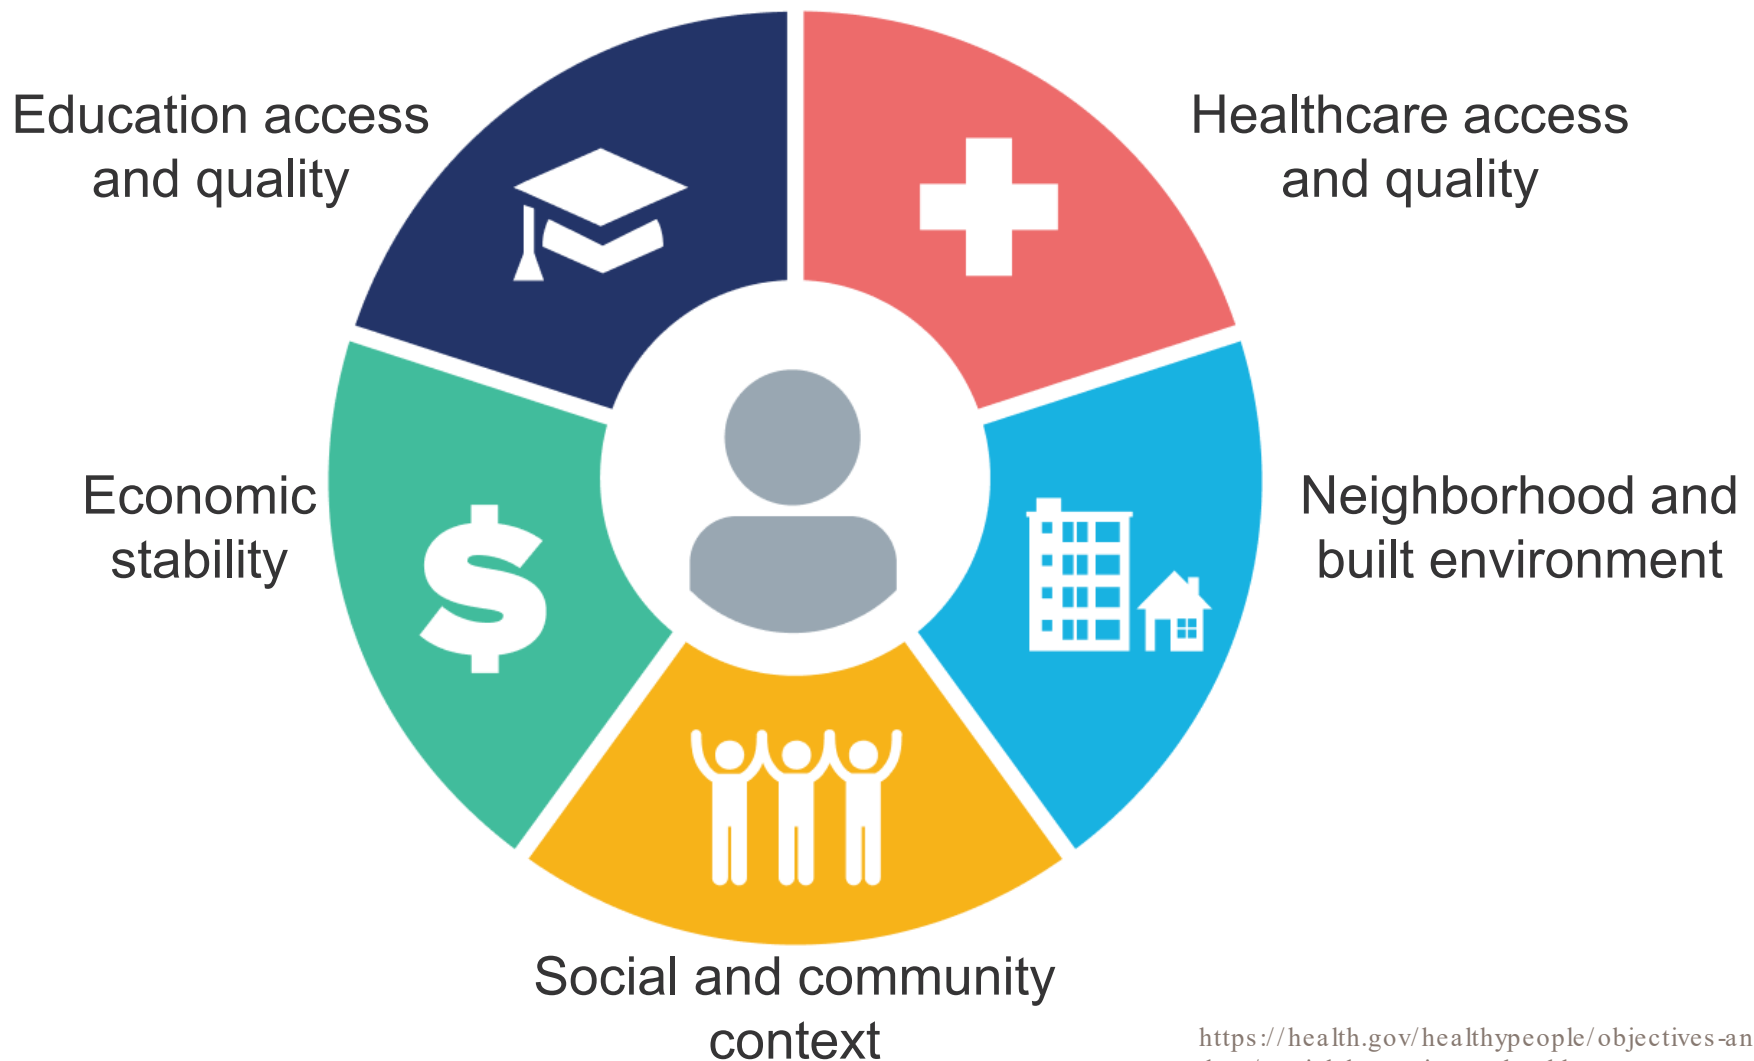 Education access
and quality
Healthcare access
and quality
Economic
stability
Neighborhood and
built environment
Social and community
context
https://health.gov/healthypeople/objectives-an